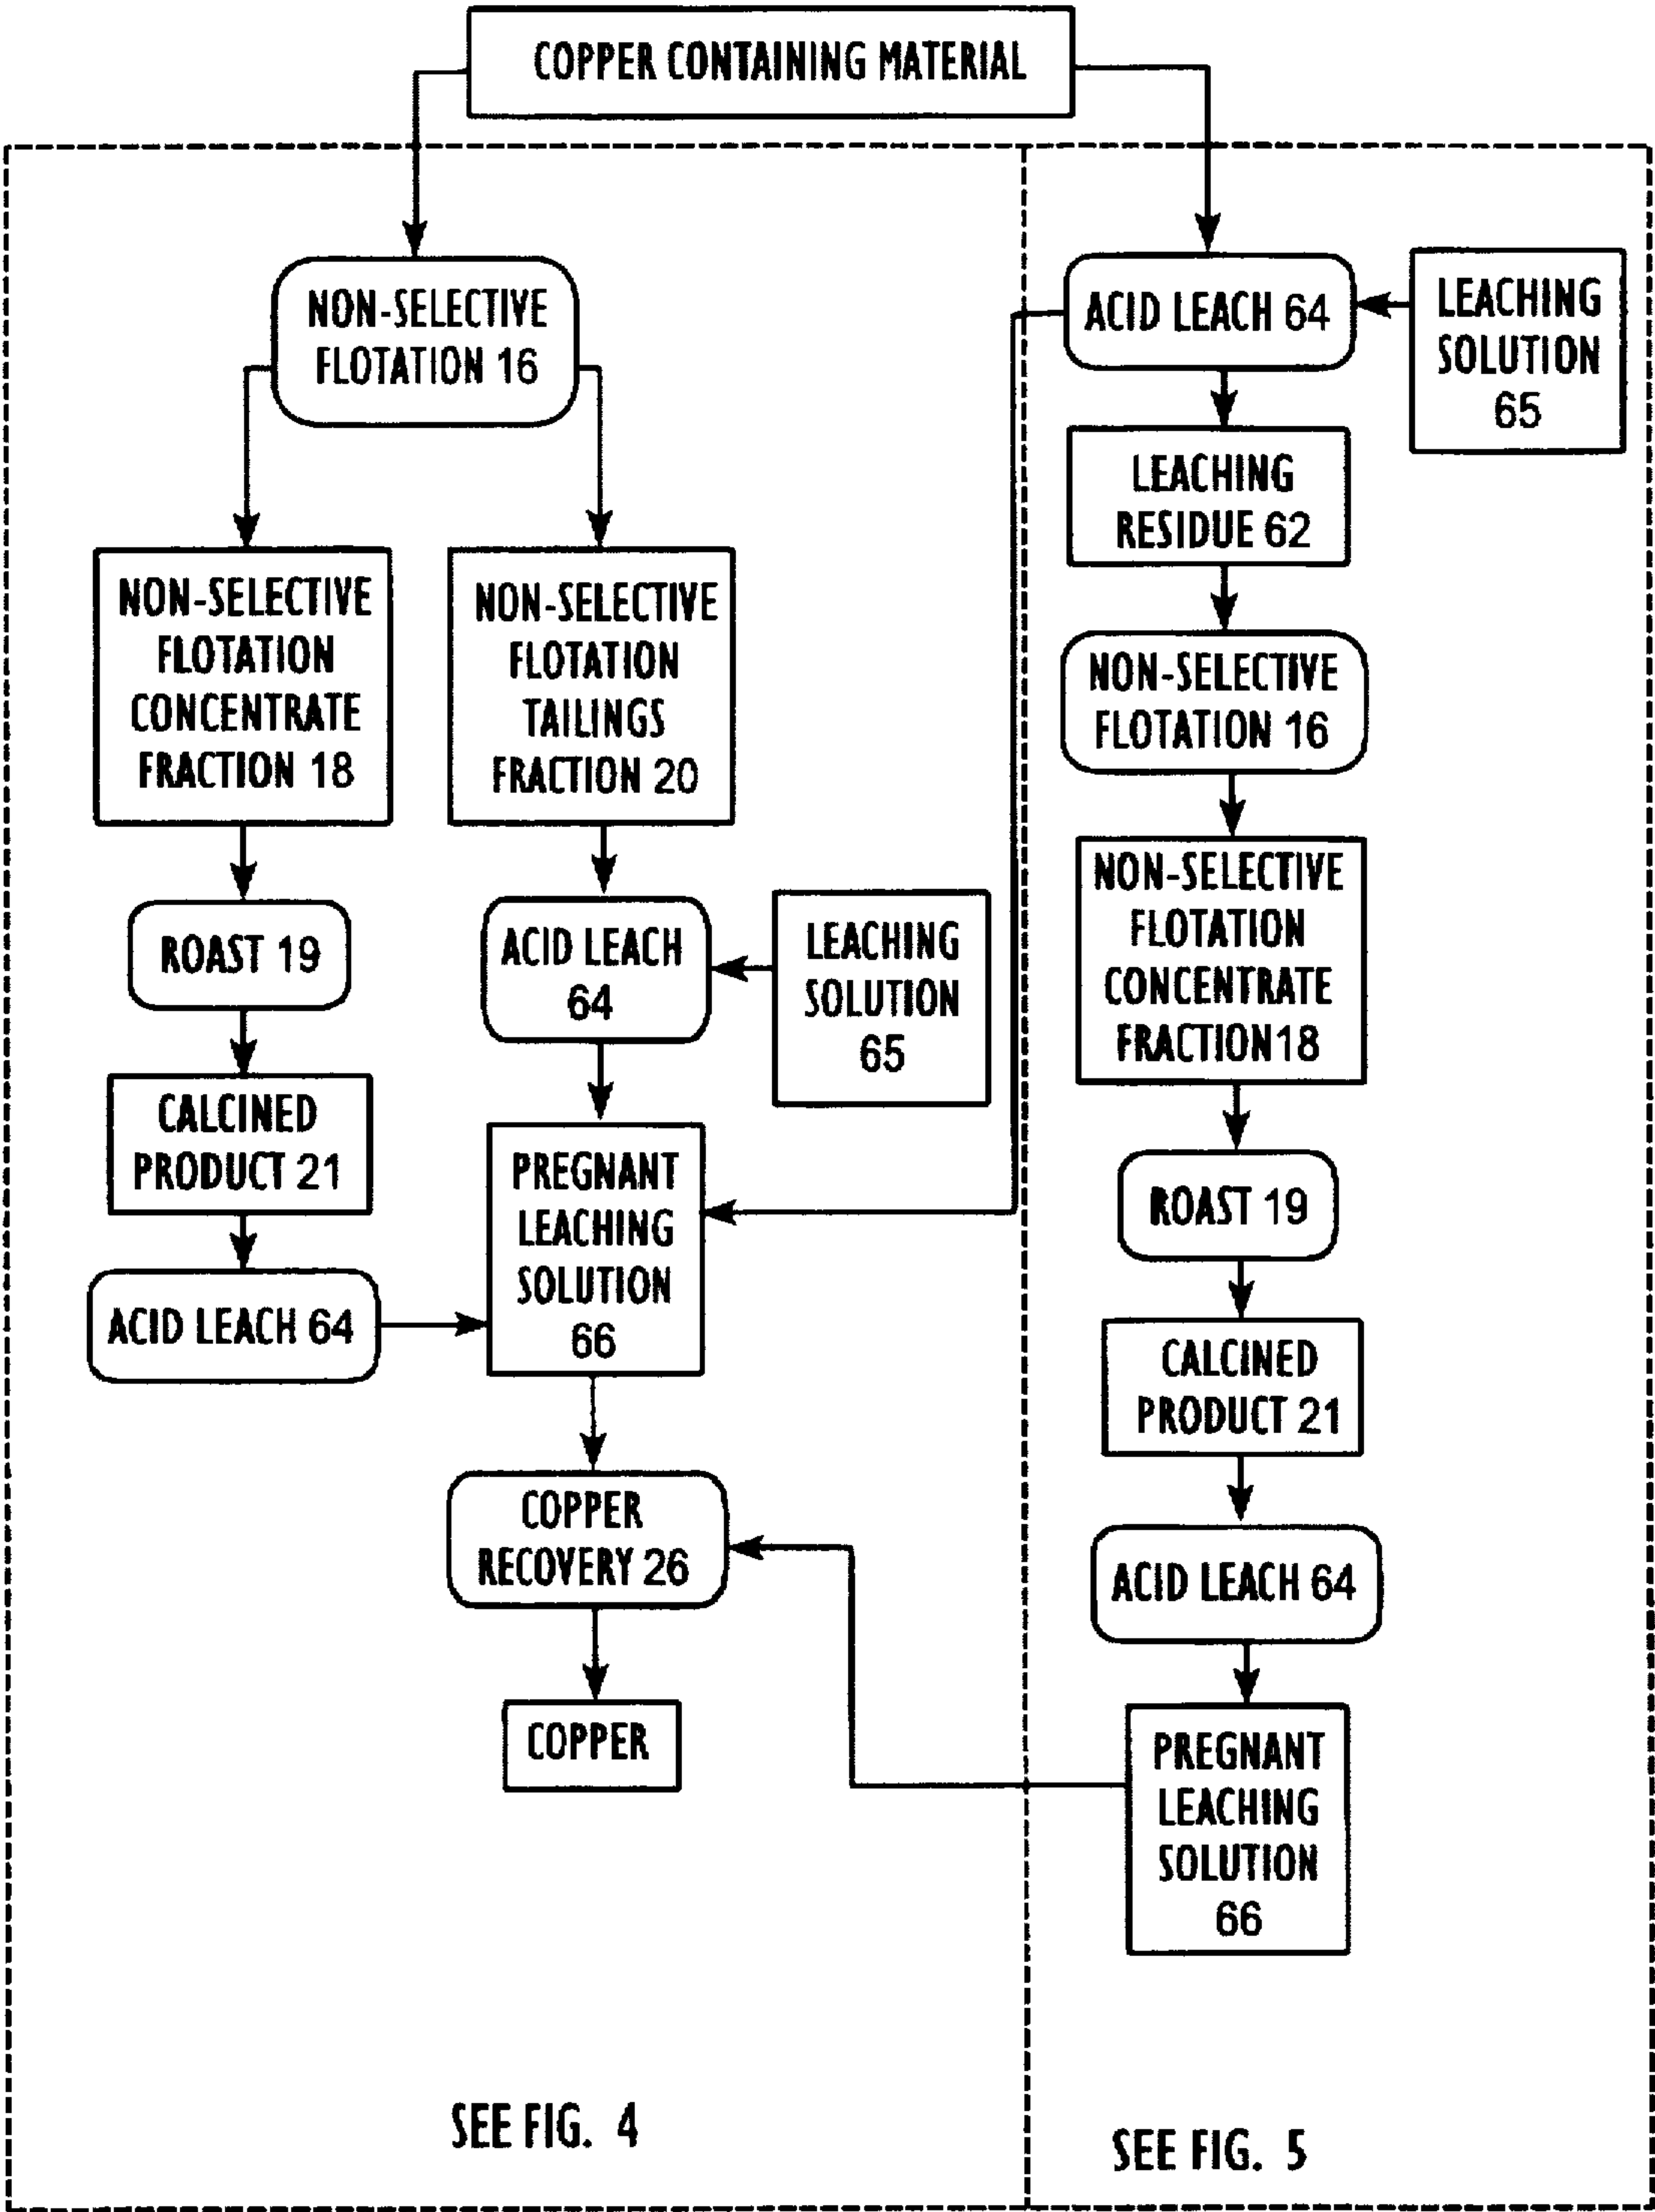 COPPER CONTAINING MATERIAL
NON-SELECTIVE
FLOTATION 16
NON-SELECTIVE
FLOTATION
CONCENTRATE
FRACTION 18
NON-SELECTIVE
FLOTATION
TAILINGS
FRACTION 20
ROAST 19
ACID LEACH
64
LEACHING
SOLUTION
65
CALCINED
PRODUCT 21
PREGNANT
LEACHING
SOLUTION
66
ACID LEACH 64
COPPER
RECOVERY 26
COPPER
SEE FIG. 4
ACID LEACH 64
LEACHING
SOLUTION
65
LEACHING
RESIDUE 62
NON-SELECTIVE
FLOTATION 16
NON-SELECTIVE
FLOTATION
CONCENTRATE
FRACTION18
ROAST 19
CALCINED
PRODUCT 21
ACID LEACH 64
PREGNANT
LEACHING
SOLUTION
66
SEE FIG. 5